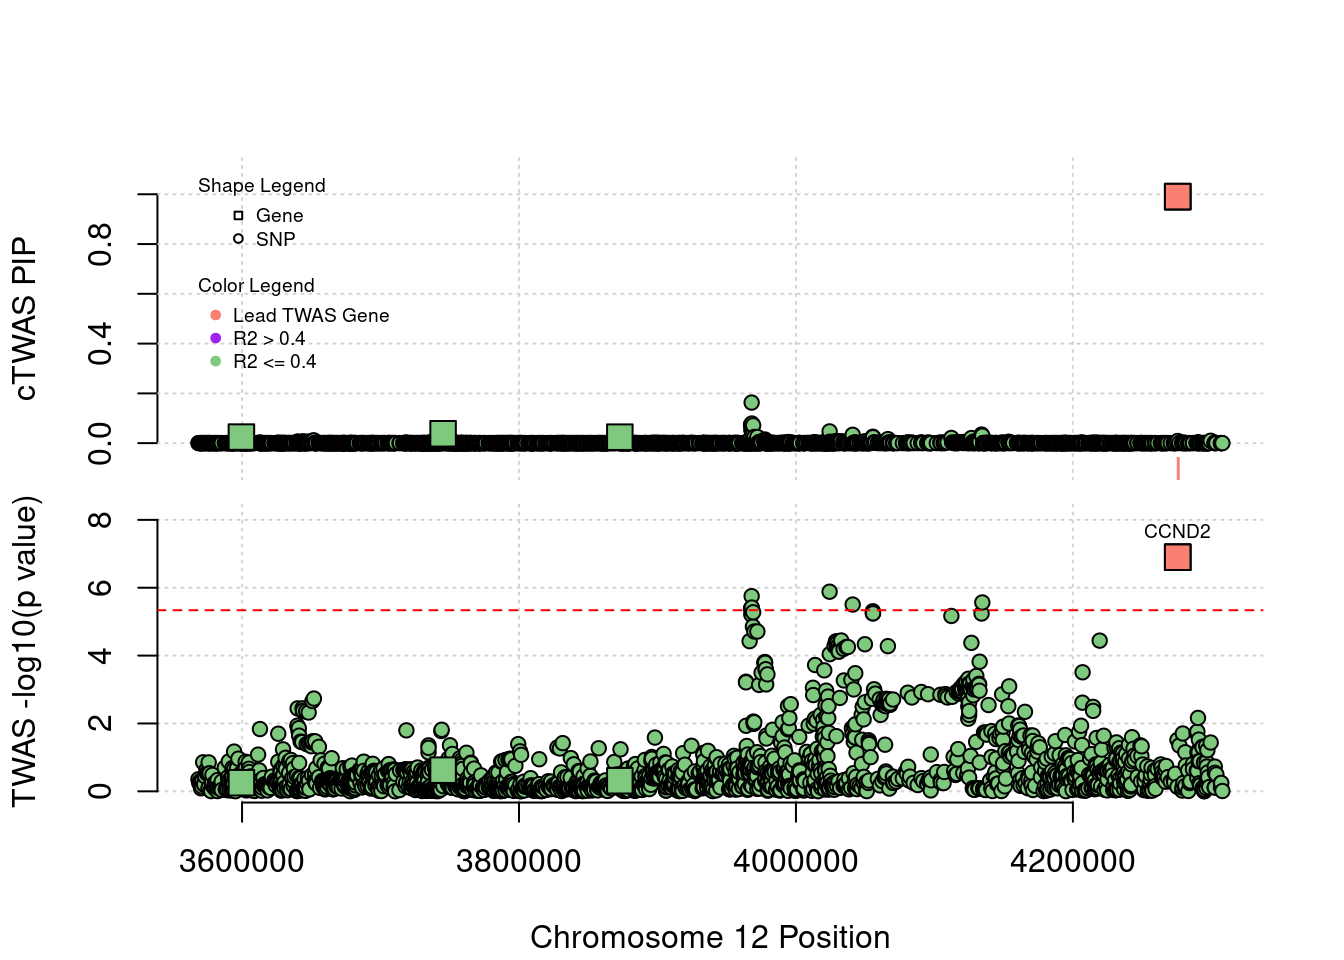 Shape Legend
Gene
SNP
Color Legend
Lead TWAS Gene
R2 > 0.4
R2 <= 0.4
cTWAS PIP
0.8
0.4
0.0
CCND2
TWAS -log10(p value)
8
6
4
2
0
3600000 3800000 4000000 4200000
Chromosome 12 Position